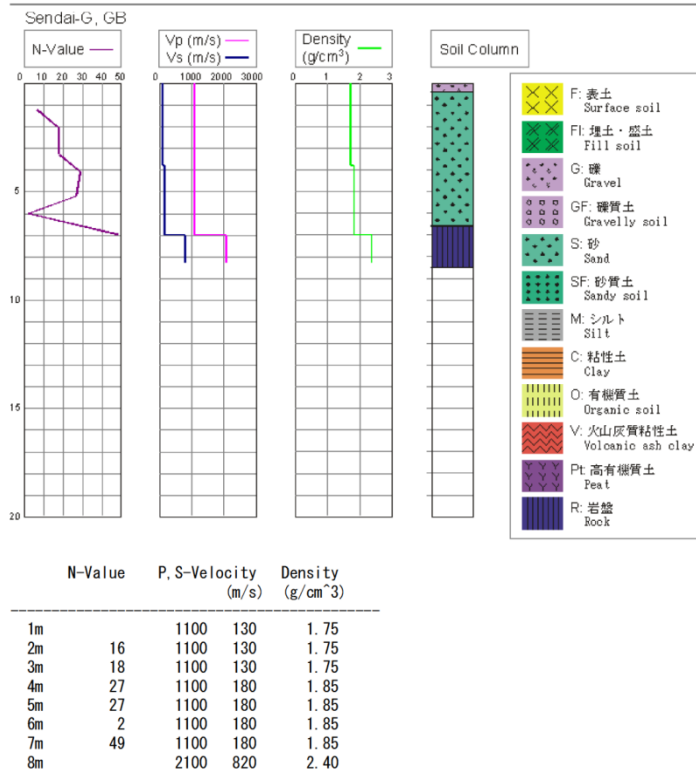 Sendai-G, GB
N-Value
Vp (m/s)
Vs (m/s)
Density
(g/cm³)
Soil Column
0 10 20 30 40 50
0 1000 2000 3000
0 1 2 3
5
10
15
20
F: 表土
Surface soil
FI: 埋土・盛土
Fill soil
G: 礫
Gravel
GF: 礫質土
Gravelly soil
S: 砂
Sand
SF: 砂質土
Sandy soil
M: シルト
Silt
C: 粘性土
Clay
O: 有機質土
Organic soil
V: 火山灰質粘性土
Volcanic ash clay
Pt: 高有機質土
Peat
R: 岩盤
Rock
N-Value P,S-Velocity Density
(m/s) (g/cm^3)
1m 1100 130 1.75
2m 16 1100 130 1.75
3m 18 1100 130 1.75
4m 27 1100 180 1.85
5m 27 1100 180 1.85
6m 2 1100 180 1.85
7m 49 1100 180 1.85
8m 2100 820 2.40